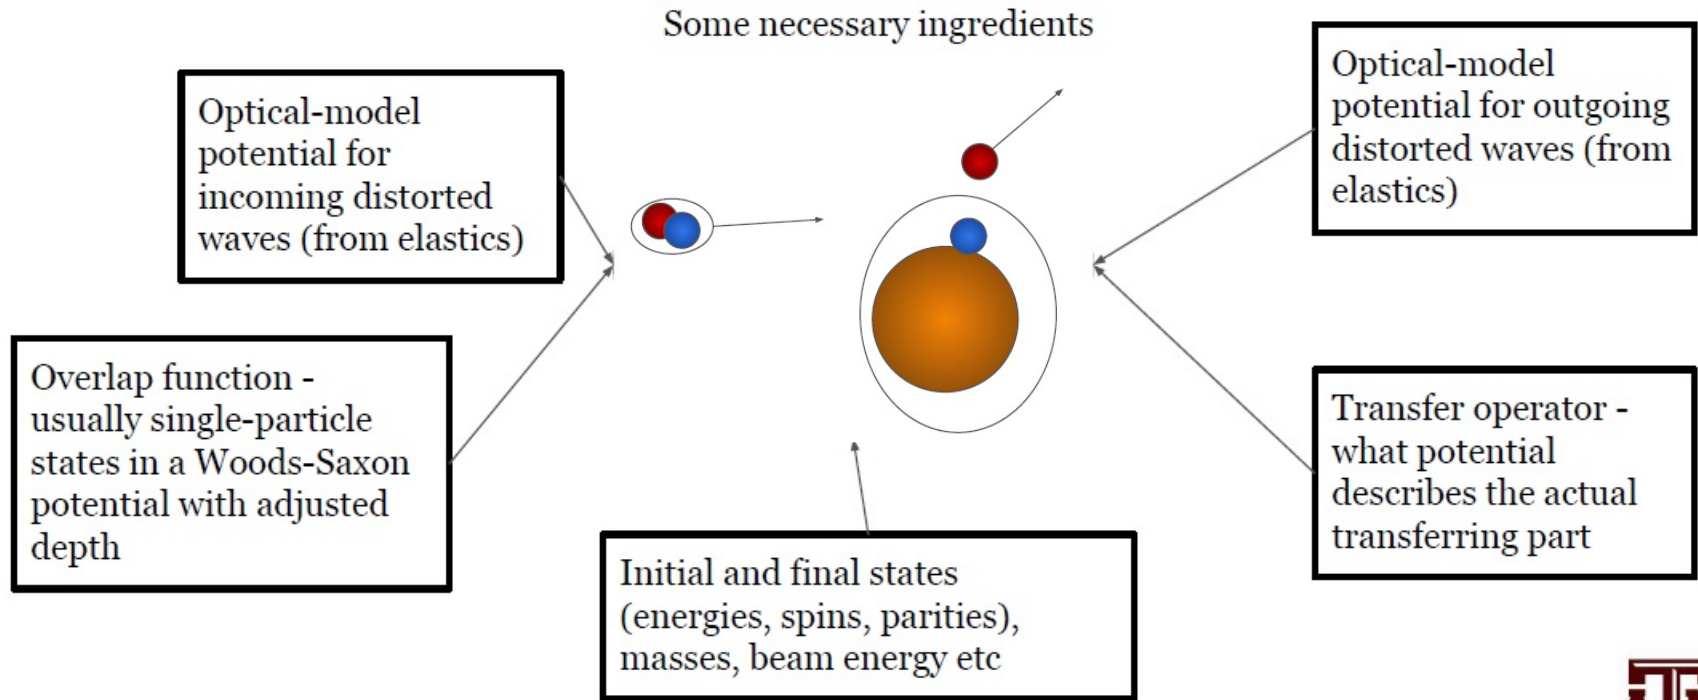 Some necessary ingredients
Optical-model
potential for
incoming distorted
waves (from elastics)
Optical-model
potential for outgoing
distorted waves (from
elastics)
Overlap function -
usually single-particle
states in a Woods-Saxon
potential with adjusted
depth
Transfer operator -
what potential
describes the actual
transferring part
Initial and final states
(energies, spins, parities),
masses, beam energy etc